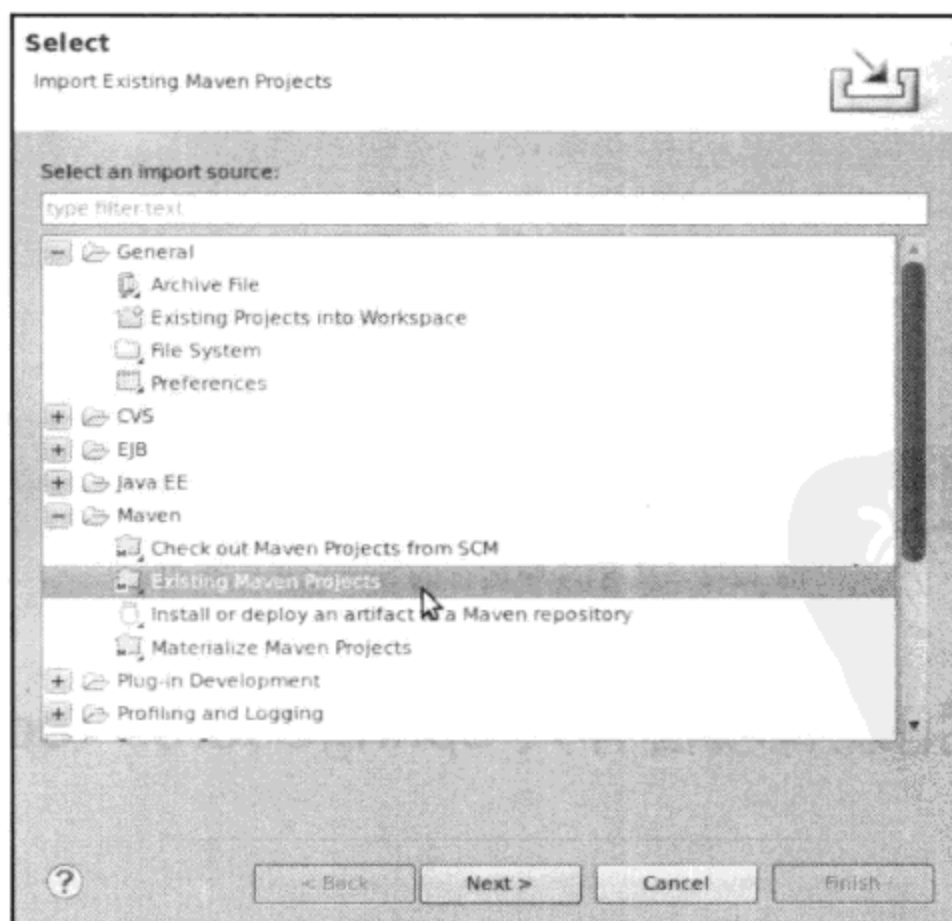 Select
Import Existing Maven Projects
Select an import source:
type filter text
General
Archive File
Existing Projects into Workspace
File System
Preferences
CVS
EJB
Java EE
Maven
Check out Maven Projects from SCM
Existing Maven Projects
Install or deploy an artifact a Maven repository
Materialize Maven Projects
Plug-in Development
Profiling and Logging
? < Back Next > Cancel Finish